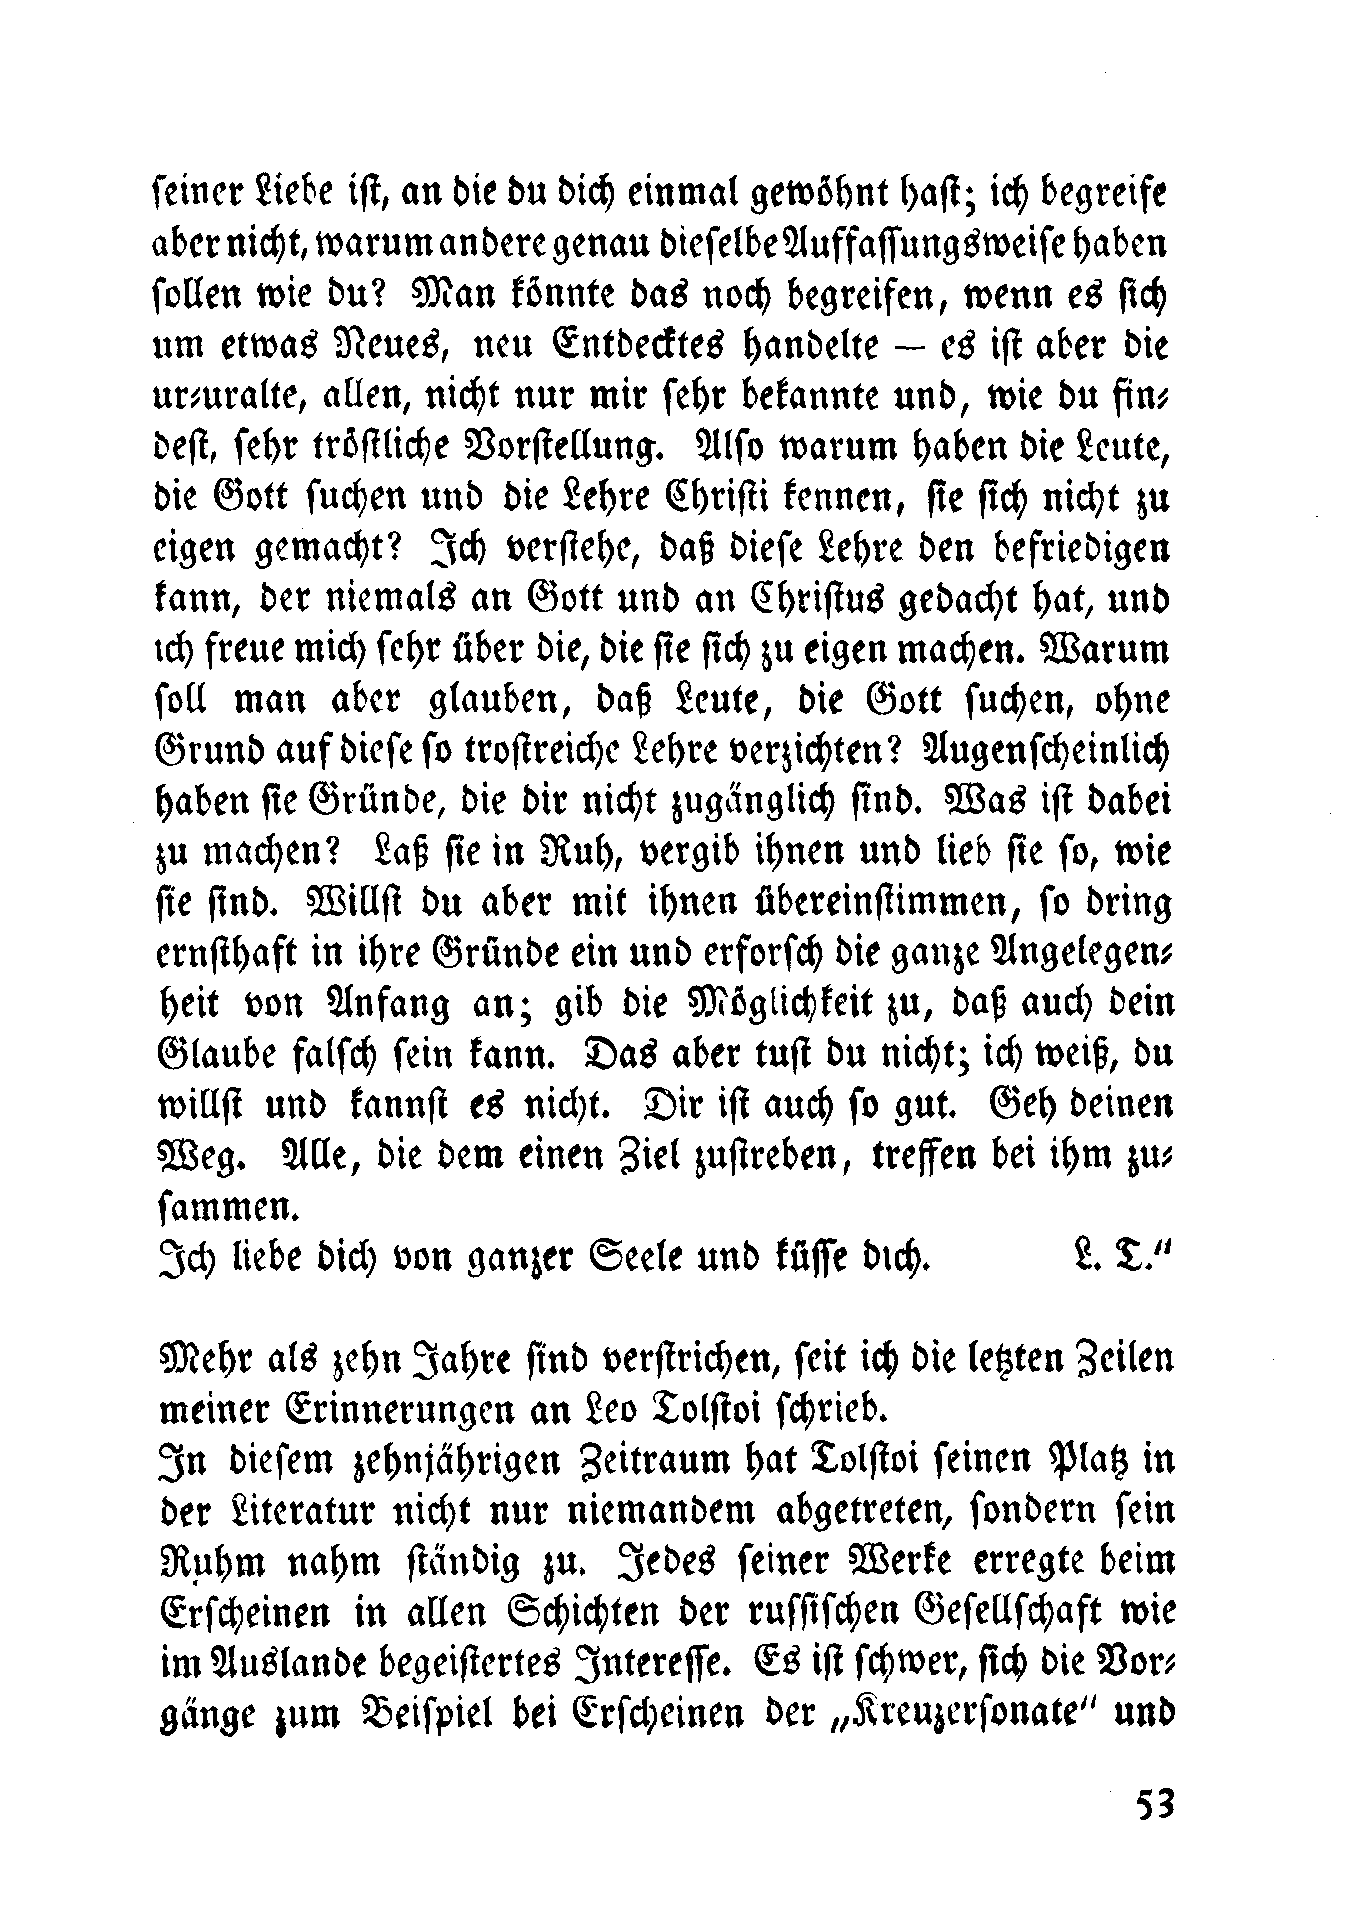 seiner Liebe ist, an die du dich einmal gewöhnt hast; ich begreife
aber nicht, warum andere genau dieselbe Auffassungsweise haben
sollen wie du? Man könnte das noch begreifen, wenn es sich
um etwas Neues, neu Entdecktes handelte — es ist aber die
ur-uralte, allen, nicht nur mir sehr bekannte und, wie du fin-
dest, sehr tröstliche Vorstellung. Also warum haben die Leute,
die Gott suchen und die Lehre Christi kennen, sie sich nicht zu
eigen gemacht? Ich verstehe, daß diese Lehre den befriedigen
kann, der niemals an Gott und an Christus gedacht hat, und
ich freue mich sehr über die, die sie sich zu eigen machen. Warum
soll man aber glauben, daß Leute, die Gott suchen, ohne
Grund auf diese so trostreiche Lehre verzichten? Augenscheinlich
haben sie Gründe, die dir nicht zugänglich sind. Was ist dabei
zu machen? Laß sie in Ruh, vergib ihnen und lieb sie so, wie
sie sind. Willst du aber mit ihnen übereinstimmen, so dring
ernsthaft in ihre Gründe ein und erforsch die ganze Angelegen-
heit von Anfang an; gib die Möglichkeit zu, daß auch dein
Glaube falsch sein kann. Das aber tust du nicht; ich weiß, du
willst und kannst es nicht. Dir ist auch so gut. Geh deinen
Weg. Alle, die dem einen Ziel zustreben, treffen bei ihm zu-
sammen.
Ich liebe dich von ganzer Seele und küsse dich. L. T.“
Mehr als zehn Jahre sind verstrichen, seit ich die letzten Zeilen
meiner Erinnerungen an Leo Tolstoi schrieb.
In diesem zehnjährigen Zeitraum hat Tolstoi seinen Platz in
der Literatur nicht nur niemandem abgetreten, sondern sein
Ruhm nahm ständig zu. Jedes seiner Werke erregte beim
Erscheinen in allen Schichten der russischen Gesellschaft wie
im Auslande begeistertes Interesse. Es ist schwer, sich die Vor-
gänge zum Beispiel bei Erscheinen der „Kreuzersonate“ und
53